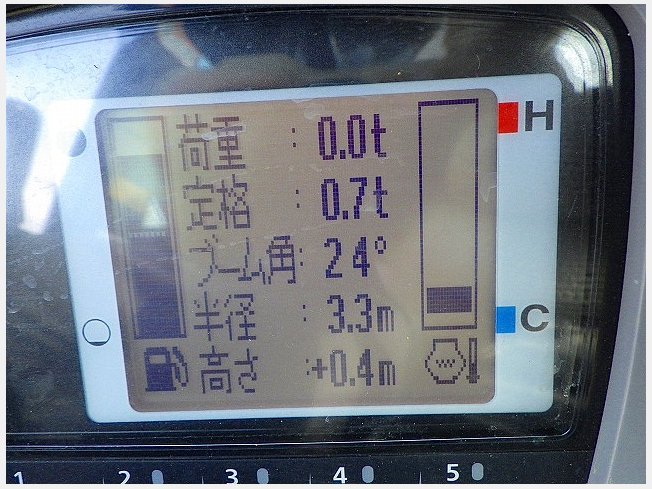 荷重 : 0.0t
定格 : 0.7t
ブーム角: 24°
半径 : 3.3m
高さ :+0.4m
H
C
1 2 3 4 5